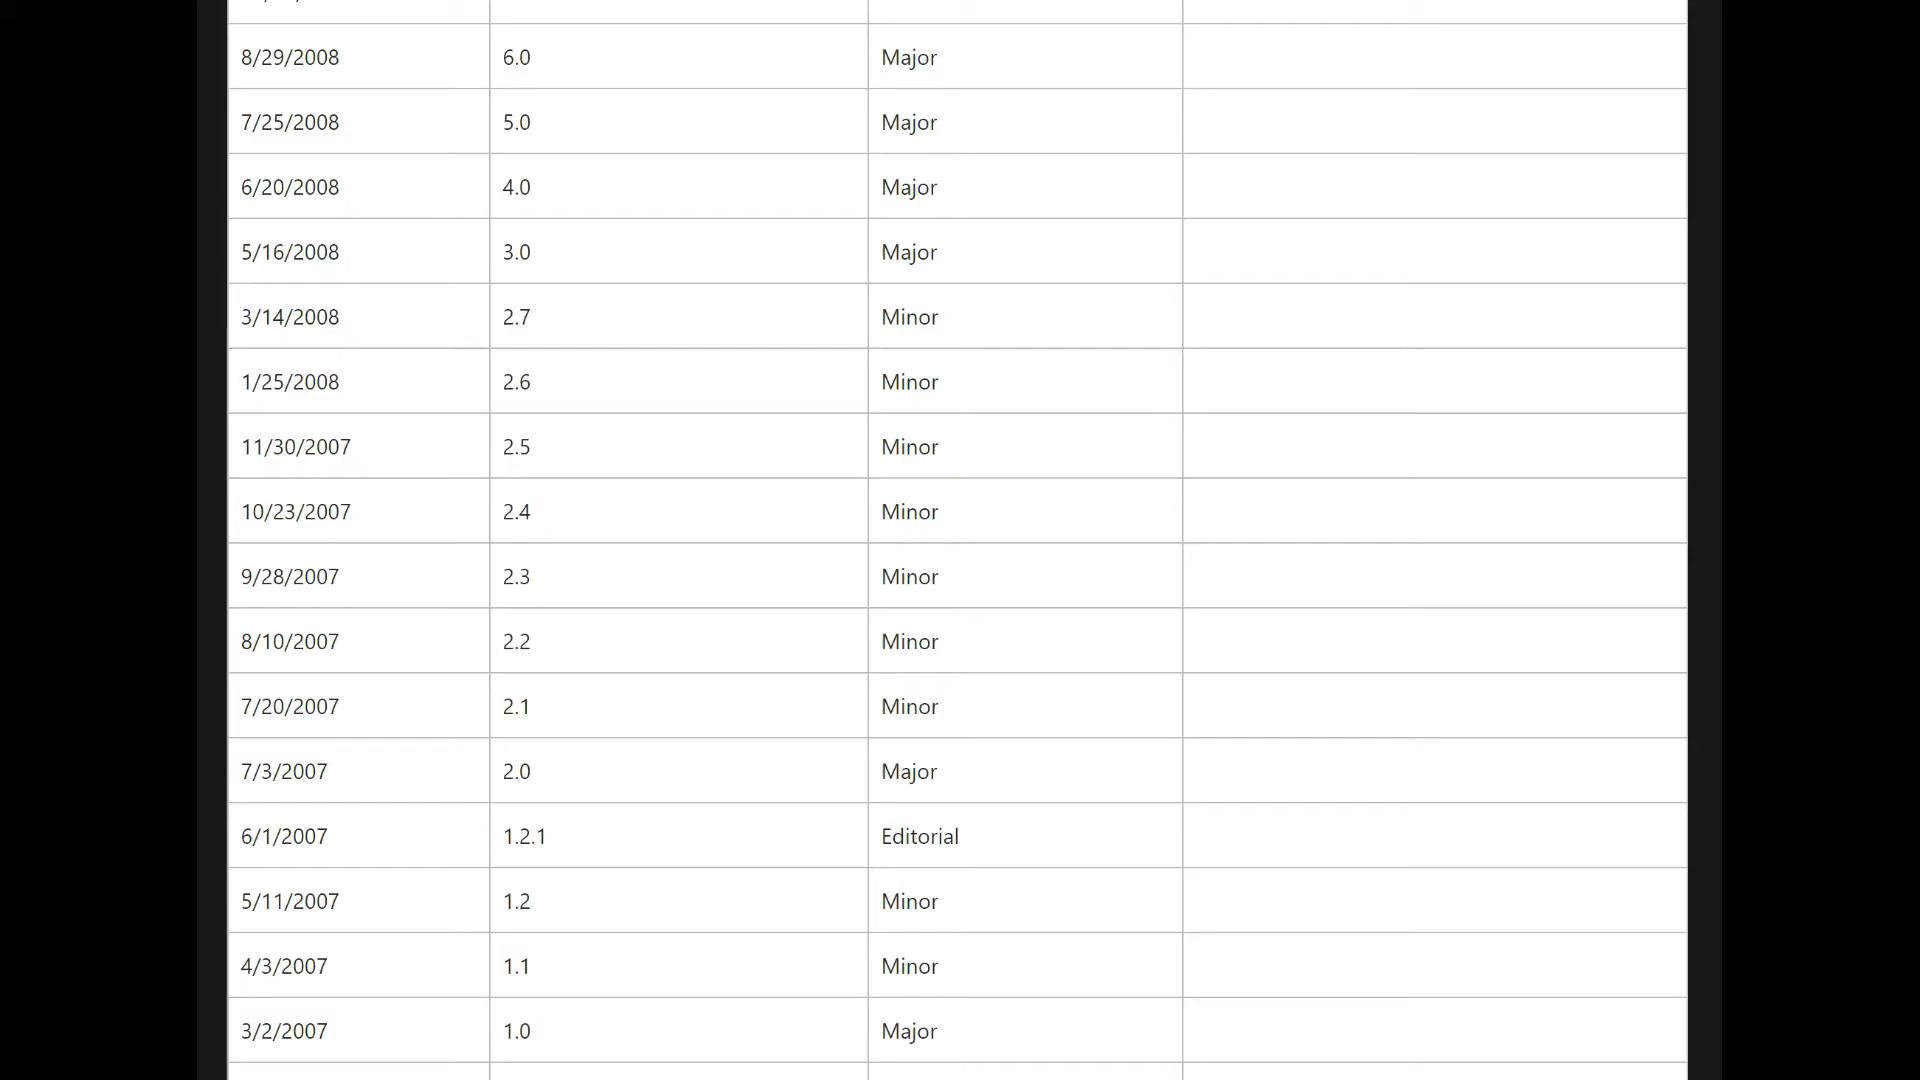 8/29/2008 6.0 Major
7/25/2008 5.0 Major
6/20/2008 4.0 Major
5/16/2008 3.0 Major
3/14/2008 2.7 Minor
1/25/2008 2.6 Minor
11/30/2007 2.5 Minor
10/23/2007 2.4 Minor
9/28/2007 2.3 Minor
8/10/2007 2.2 Minor
7/20/2007 2.1 Minor
7/3/2007 2.0 Major
6/1/2007 1.2.1 Editorial
5/11/2007 1.2 Minor
4/3/2007 1.1 Minor
3/2/2007 1.0 Major